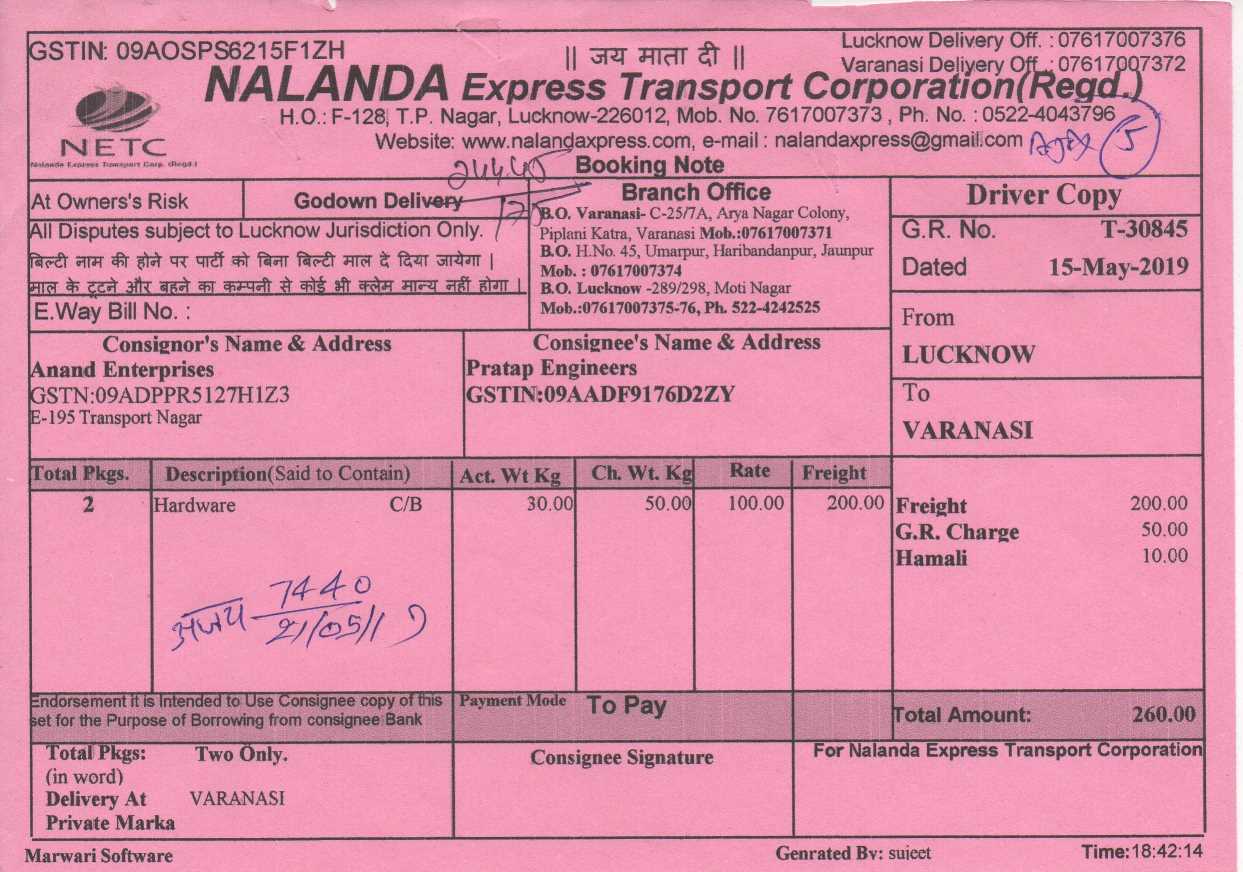 GSTIN: 09AOSPS6215F1ZH
|| जय माता दी ||
Lucknow Delivery Off. : 07617007376
Varanasi Delivery Off. : 07617007372
NALANDA Express Transport Corporation(Regd.)
H.O.: F-128, T.P. Nagar, Lucknow-226012, Mob. No. 7617007373 , Ph. No. : 0522-4043796
Website: www.nalandaxpress.com, e-mail : nalandaxpress@gmail.com
NETC
Nalanda Express Transport Corp. (Regd.)
5
Booking Note
At Owners's Risk
Godown Delivery
All Disputes subject to Lucknow Jurisdiction Only.
बिल्टी नाम की होने पर पार्टी को बिना बिल्टी माल दे दिया जायेगा |
माल के टूटने और बहने का कम्पनी से कोई भी क्लेम मान्य नहीं होगा |
E.Way Bill No. :
Branch Office
B.O. Varanasi- C-25/7A, Arya Nagar Colony,
Piplani Katra, Varanasi Mob.:07617007371
B.O. H.No. 45, Umarpur, Haribandanpur, Jaunpur
Mob. : 07617007374
B.O. Lucknow -289/298, Moti Nagar
Mob.:07617007375-76, Ph. 522-4242525
Driver Copy
G.R. No. T-30845
Dated 15-May-2019
From
LUCKNOW
To
VARANASI
Consignor's Name & Address
Anand Enterprises
GSTN:09ADPPR5127H1Z3
E-195 Transport Nagar
Consignee's Name & Address
Pratap Engineers
GSTIN:09AADF9176D2ZY
Total Pkgs. Description(Said to Contain) Act. Wt Kg Ch. Wt. Kg Rate Freight
2 Hardware C/B 30.00 50.00 100.00 200.00
Freight 200.00
G.R. Charge 50.00
Hamali 10.00
अजय 7440
21/05/19
Endorsement it is Intended to Use Consignee copy of this
set for the Purpose of Borrowing from consignee Bank
Payment Mode To Pay
Total Amount: 260.00
Total Pkgs: Two Only.
(in word)
Delivery At VARANASI
Private Marka
Consignee Signature
For Nalanda Express Transport Corporation
Marwari Software
Genrated By: sujeet
Time:18:42:14